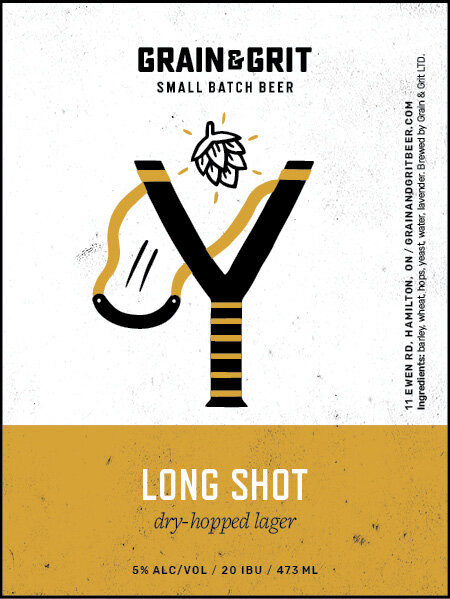 GRAIN&GRIT
SMALL BATCH BEER
11 EWEN RD, HAMILTON, ON / GRAINANDGRITBEER.COM
Ingredients: barley, wheat, hops, yeast, water, lavender. Brewed by Grain & Grit LTD.
LONG SHOT
dry-hopped lager
5% ALC/VOL / 20 IBU / 473 ML